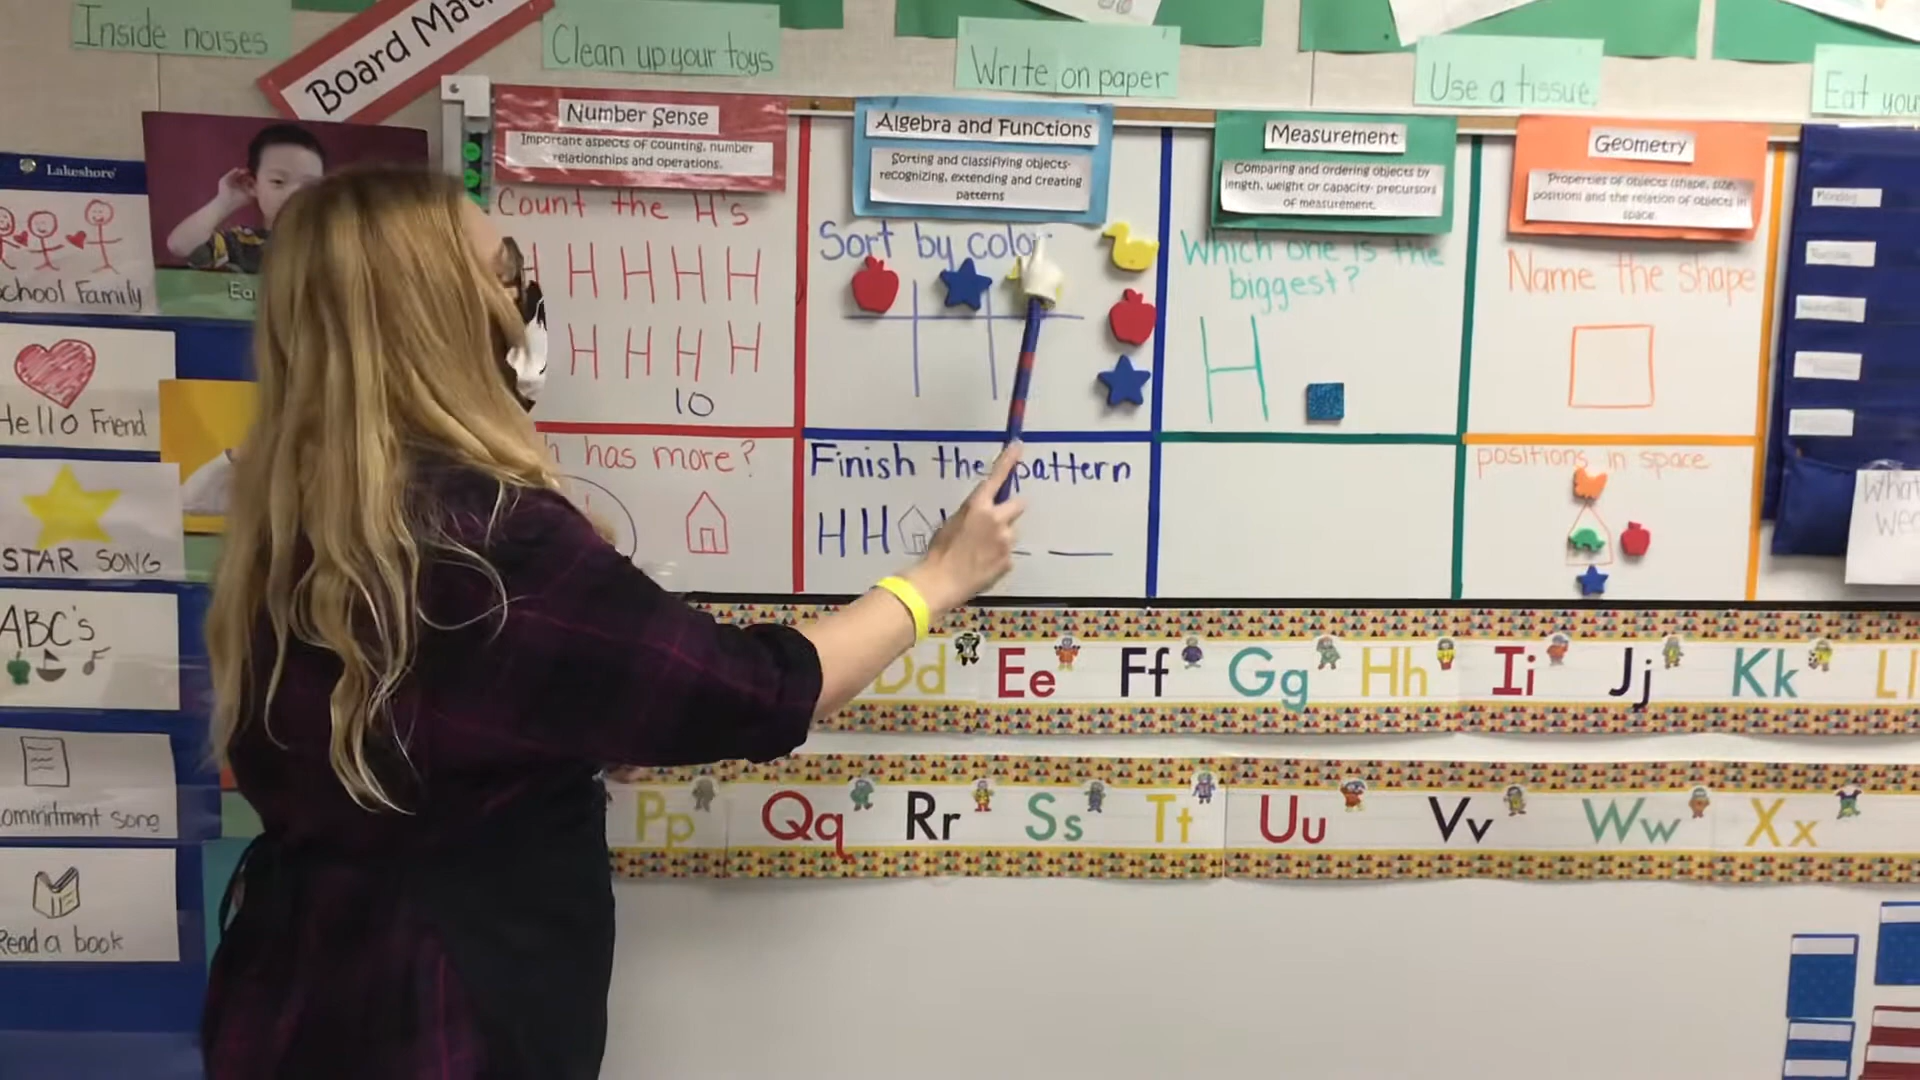 Inside noises
Board Mat
Clean up your toys
Write on paper
Use a tissue.
Eat you
Lakeshore
chool Family
Ea
Hello Friend
STAR SONG
ABC's
ommitment song
Read a book
Number Sense
Important aspects of counting, number
relationships and operations.
Count the H's
H H H H H
H H H H
10
h has more?
Algebra and Functions
Sorting and classifying objects-
recognizing, extending and creating
patterns
Sort by color
Finish the pattern
H H
Measurement
Comparing and ordering objects by
length, weight or capacity- precursors
of measurement.
Which one is the
biggest?
H
Geometry
Properties of objects (shape, size,
position) and the relation of objects in
space.
Name the shape
positions in space
Monday
What
wea
Dd Ee Ff Gg Hh Ii Jj Kk Ll
Pp Qq Rr Ss Tt Uu Vv Ww Xx